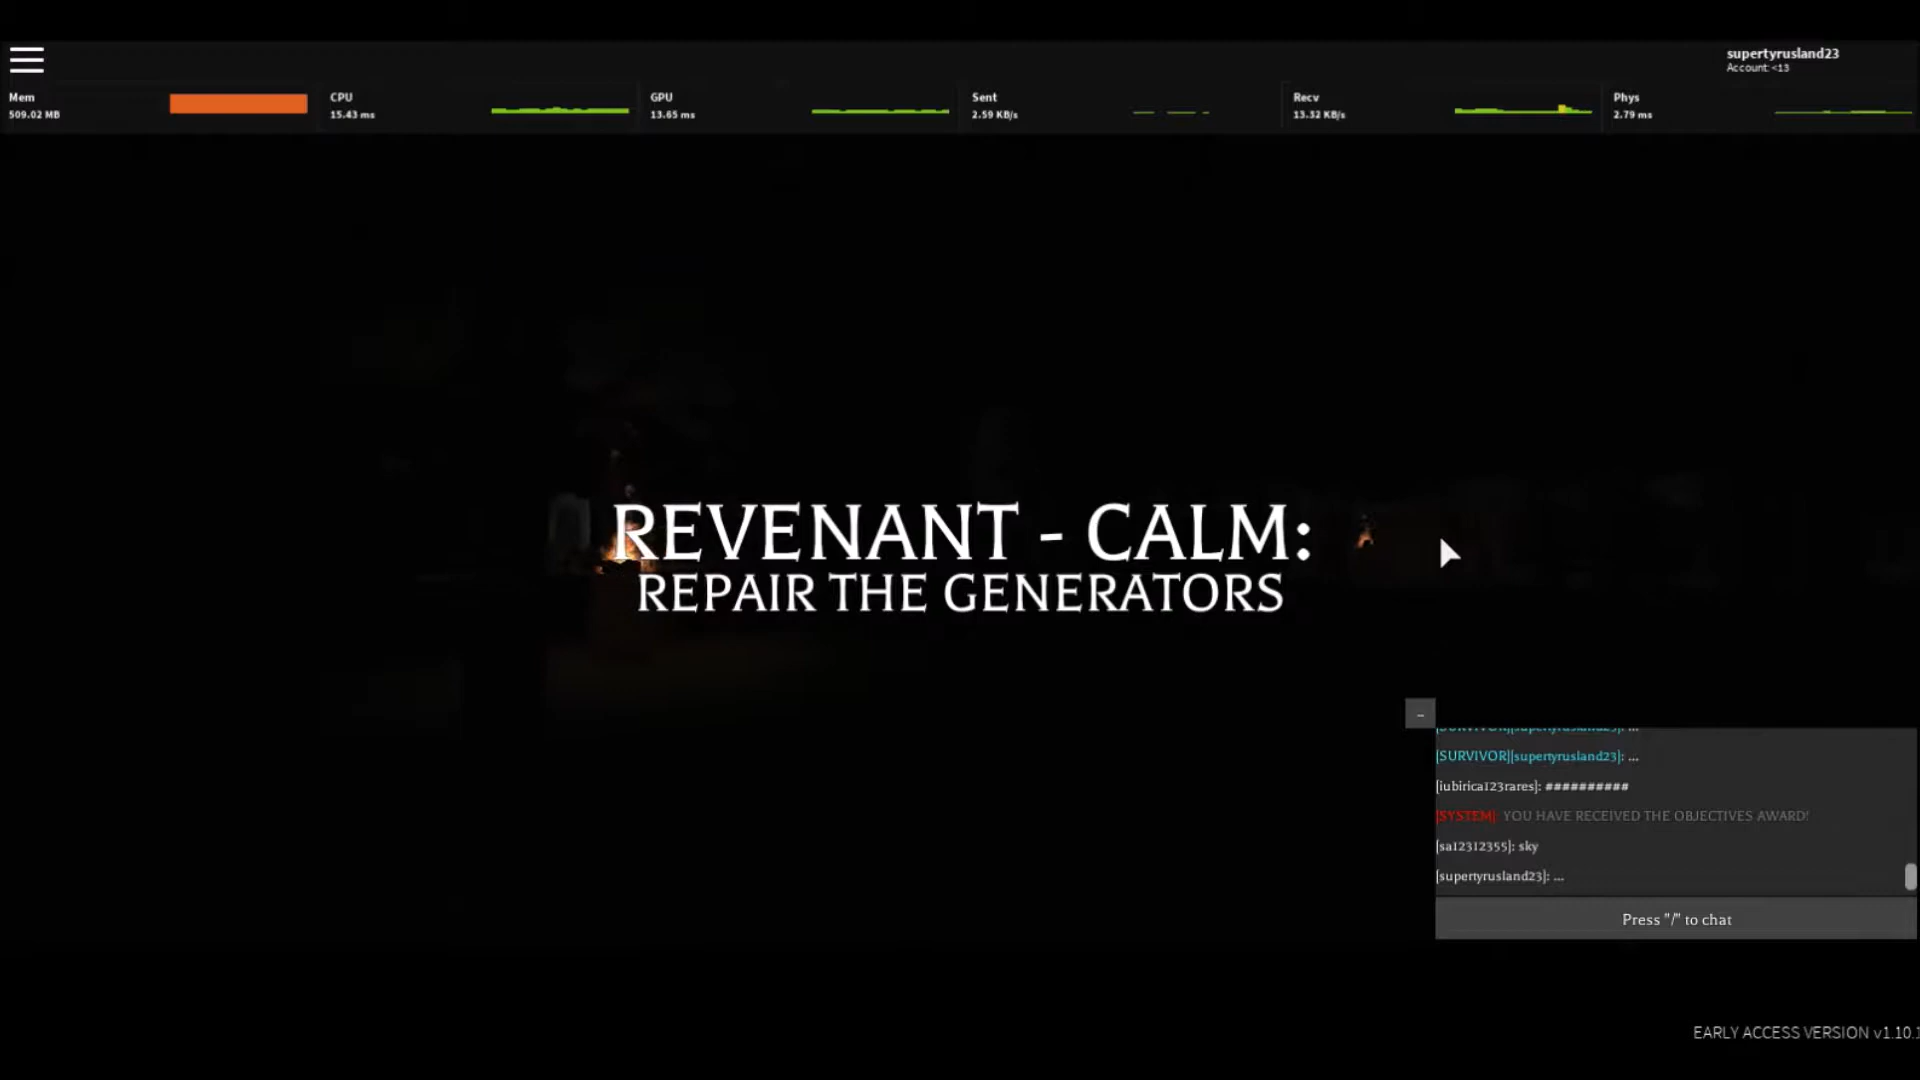 supertyrusland23
Account: <13
Mem
509.02 MB
CPU
15.43 ms
GPU
13.65 ms
Sent
2.59 KB/s
Recv
13.32 KB/s
Phys
2.79 ms
REVENANT - CALM:
REPAIR THE GENERATORS
-
[SURVIVOR][supertyrusland23]: ...
[SURVIVOR][supertyrusland23]: ...
[iubirica123rares]: ##########
[SYSTEM]: YOU HAVE RECEIVED THE OBJECTIVES AWARD!
[sa12312355]: sky
[supertyrusland23]: ...
Press "/" to chat
EARLY ACCESS VERSION v1.10.1